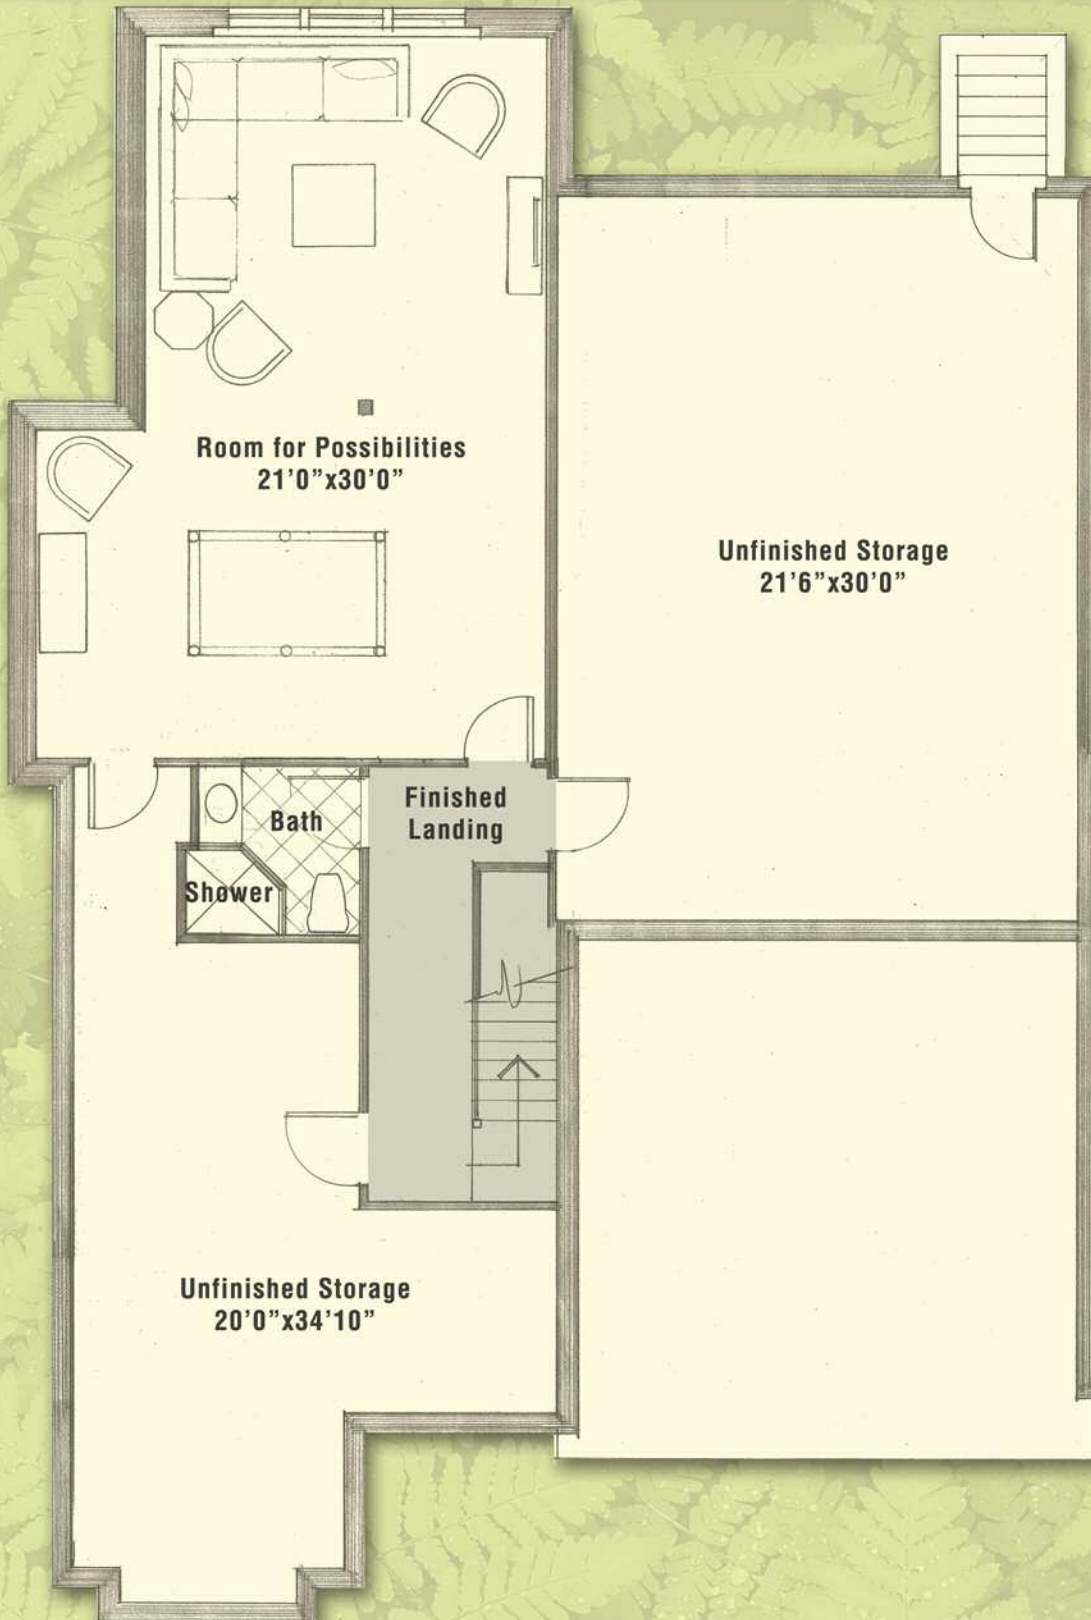 Room for Possibilities
21’0”x30’0”
Unfinished Storage
21’6”x30’0”
Finished
Landing
Bath
Shower
Unfinished Storage
20’0”x34’10”